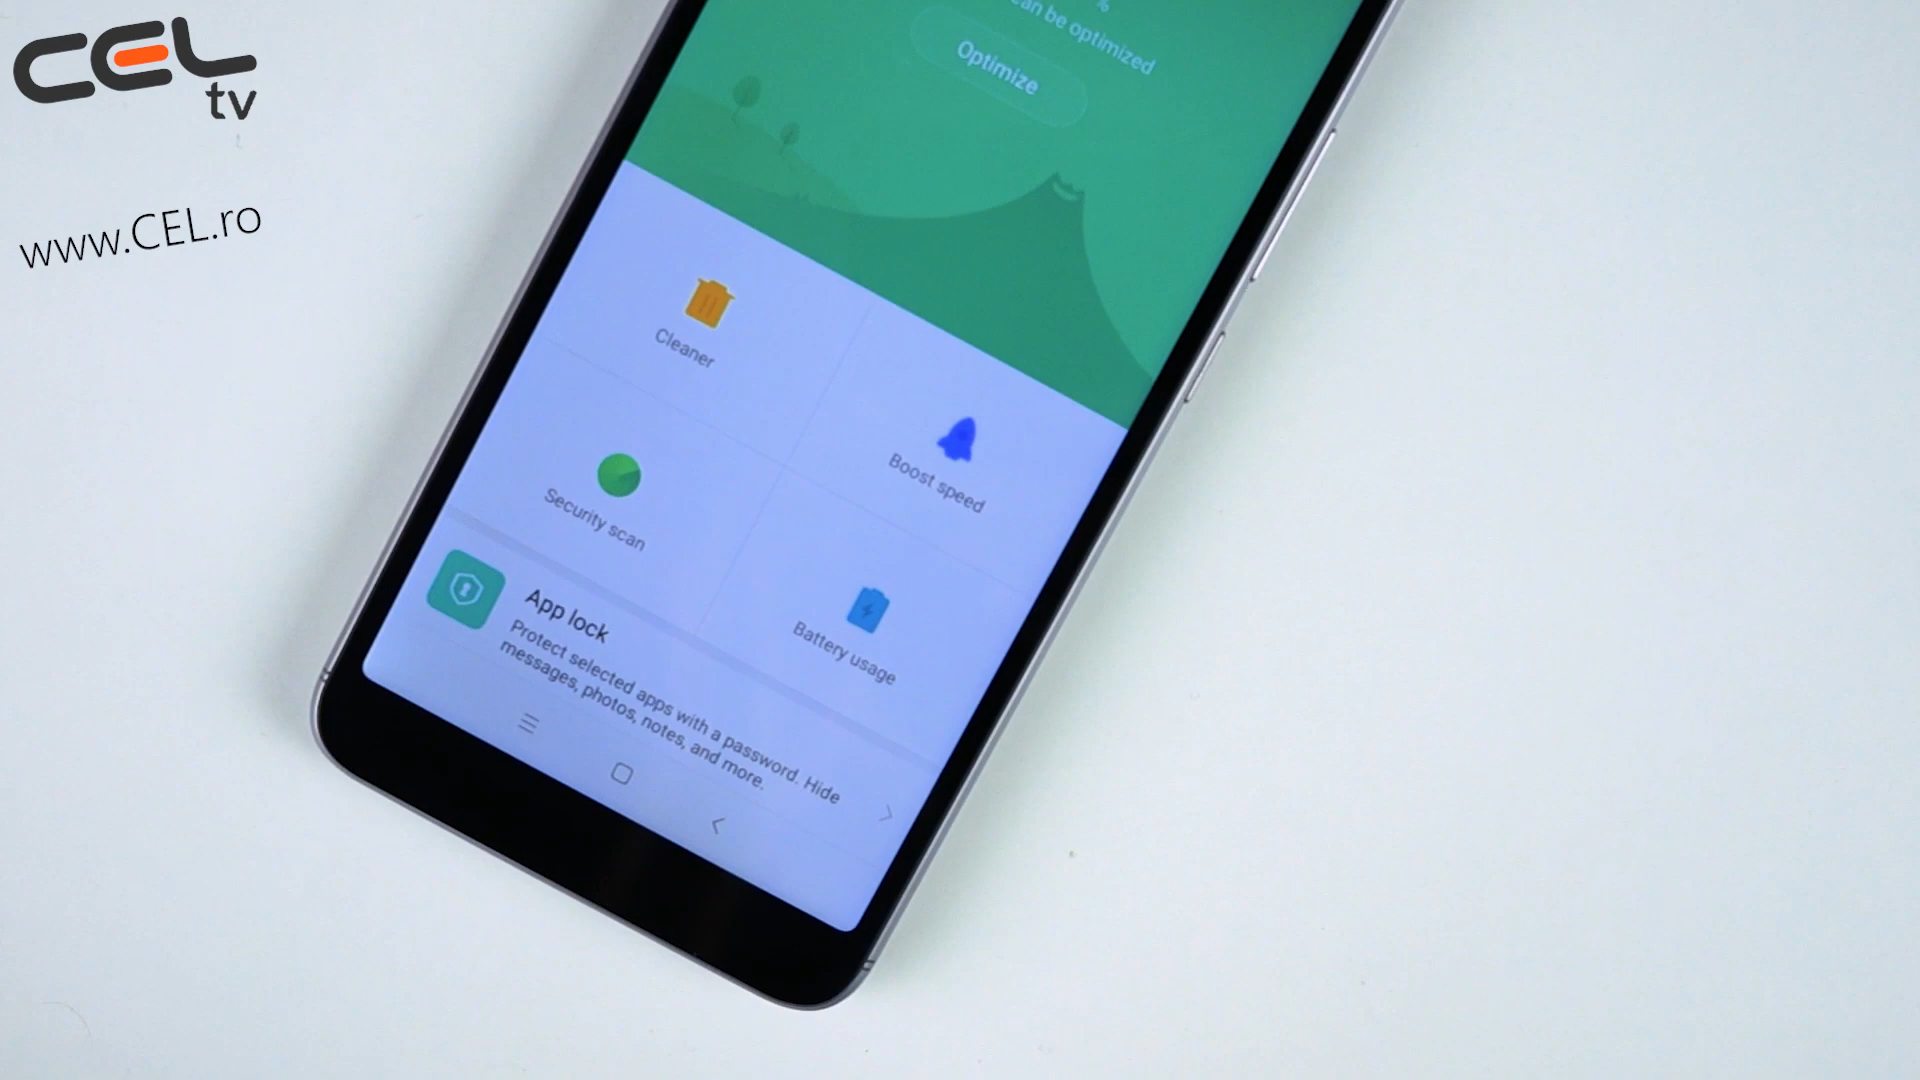 CEL
tv
www.CEL.ro
can be optimized
Optimize
Cleaner
Boost speed
Security scan
Battery usage
App lock
Protect selected apps with a password. Hide
messages, photos, notes, and more.